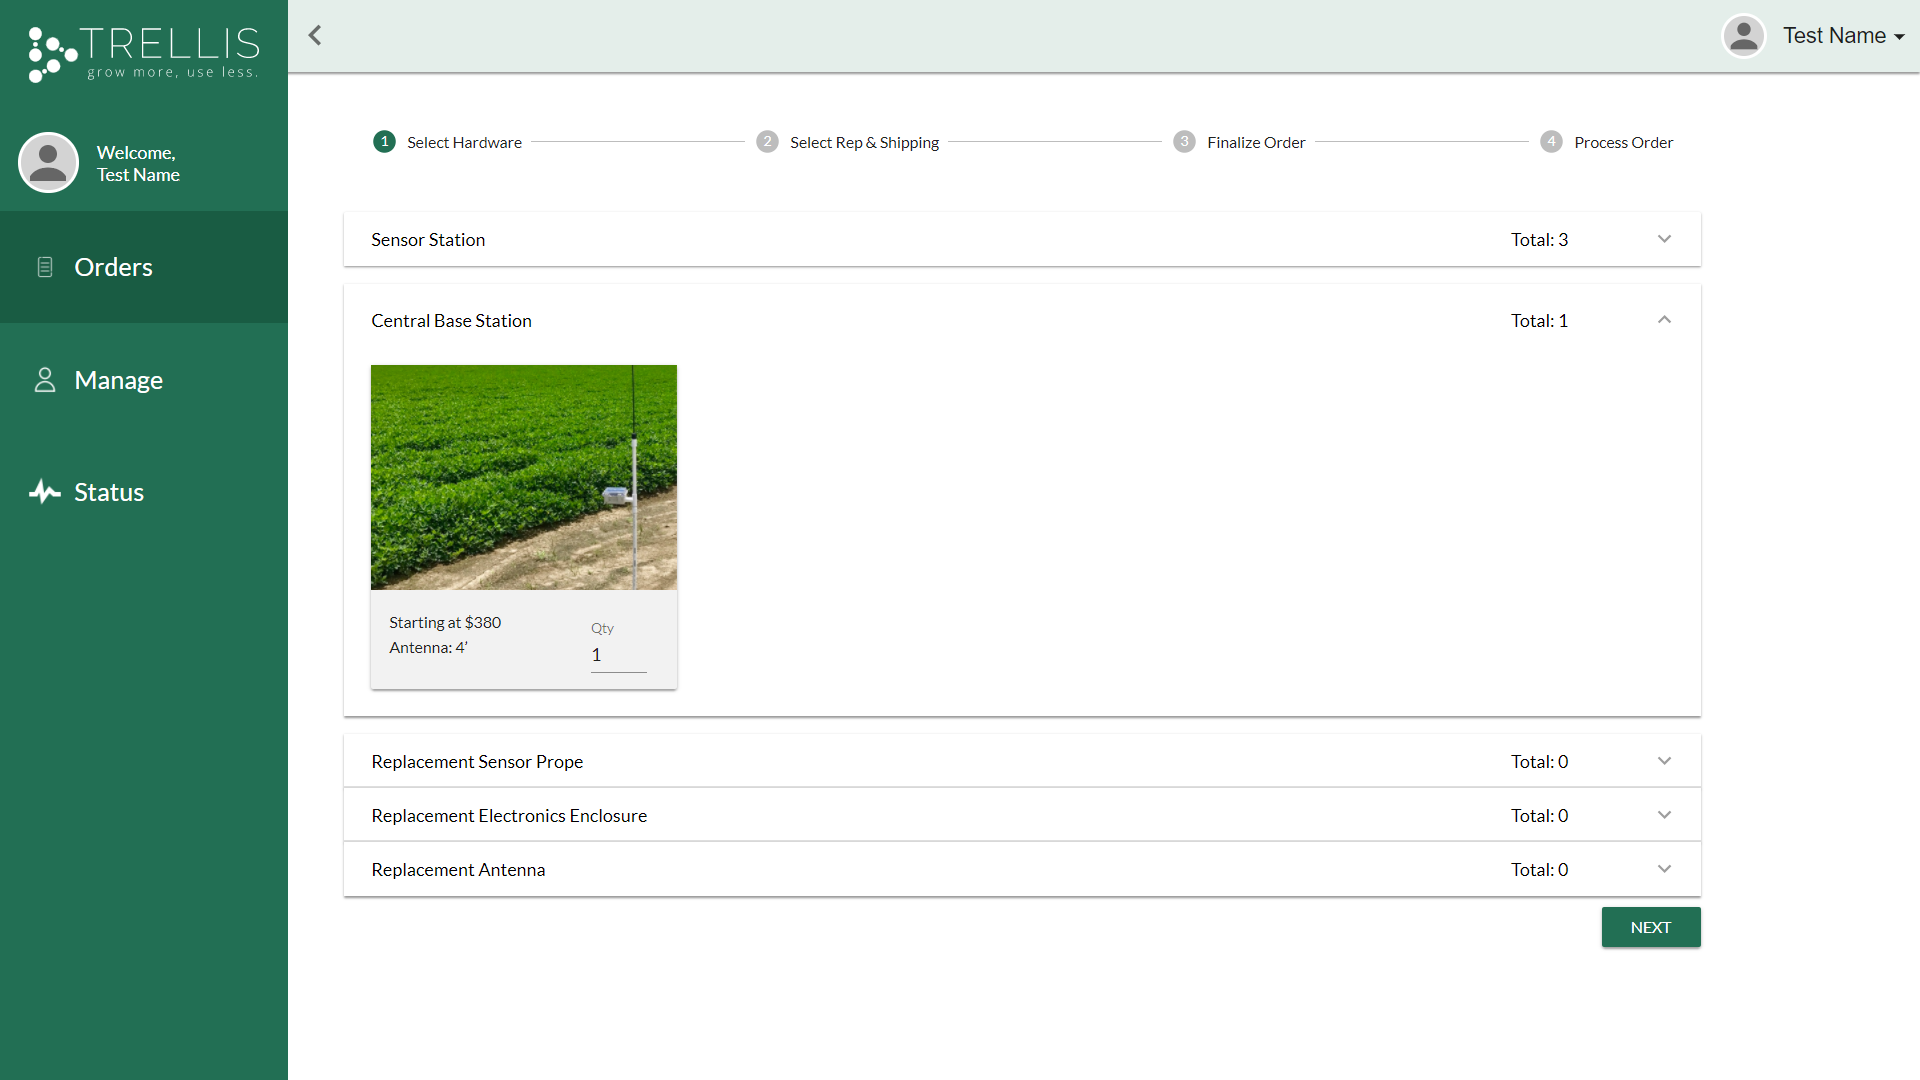 TRELLIS
grow more, use less.
Test Name
Welcome,
Test Name
Orders
Manage
Status
1 Select Hardware
2 Select Rep & Shipping
3 Finalize Order
4 Process Order
Sensor Station Total: 3
Central Base Station Total: 1
Starting at $380
Antenna: 4’
Qty
1
Replacement Sensor Prope Total: 0
Replacement Electronics Enclosure Total: 0
Replacement Antenna Total: 0
NEXT